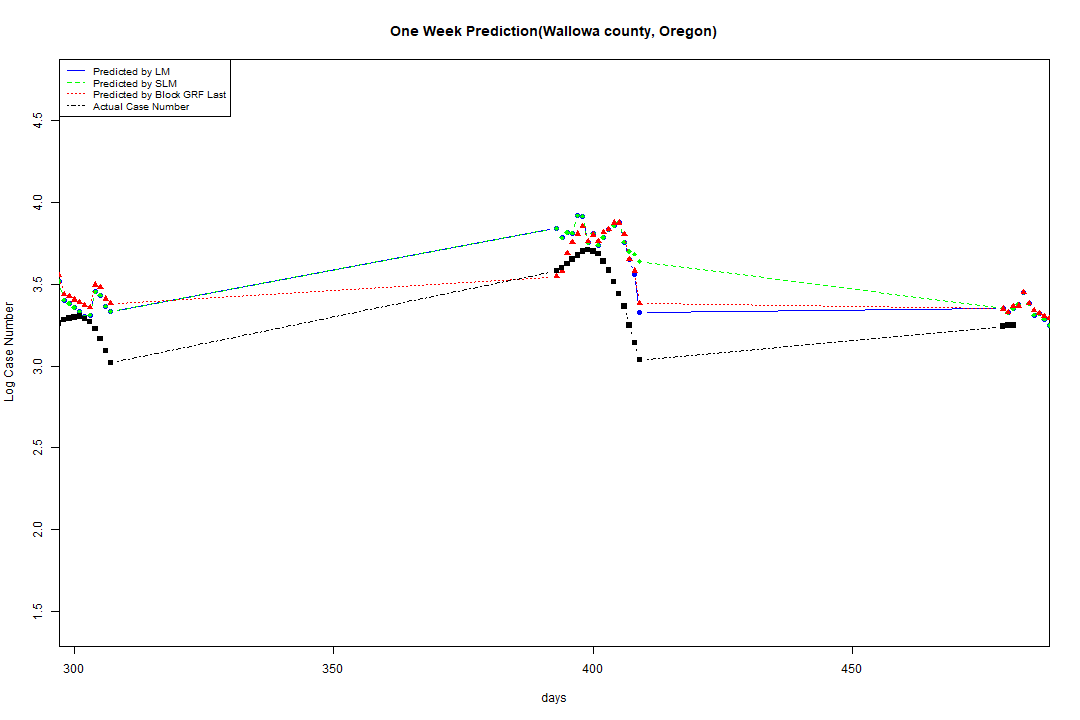 One Week Prediction(Wallowa county, Oregon)
Predicted by LM
Predicted by SLM
Predicted by Block GRF Last
Actual Case Number
Log Case Number
4.5
4.0
3.5
3.0
2.5
2.0
1.5
300 350 400 450
days